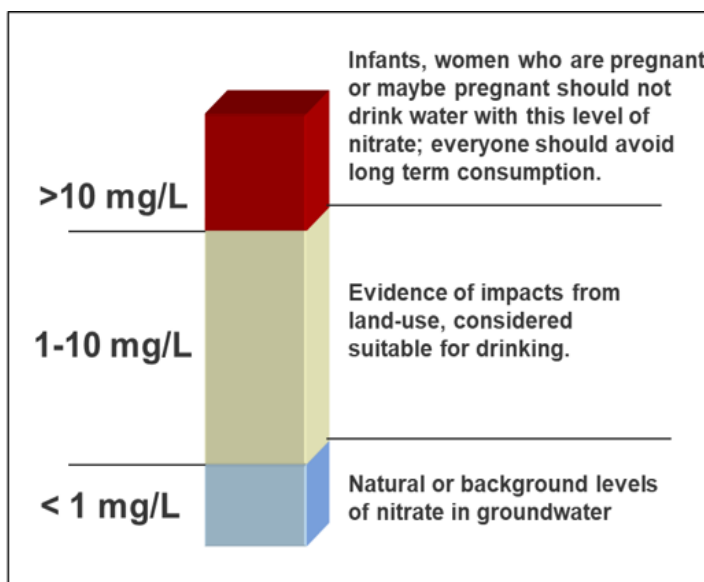 Infants, women who are pregnant
or maybe pregnant should not
drink water with this level of
nitrate; everyone should avoid
long term consumption.
>10 mg/L
Evidence of impacts from
land-use, considered
suitable for drinking.
1-10 mg/L
Natural or background levels
of nitrate in groundwater
< 1 mg/L